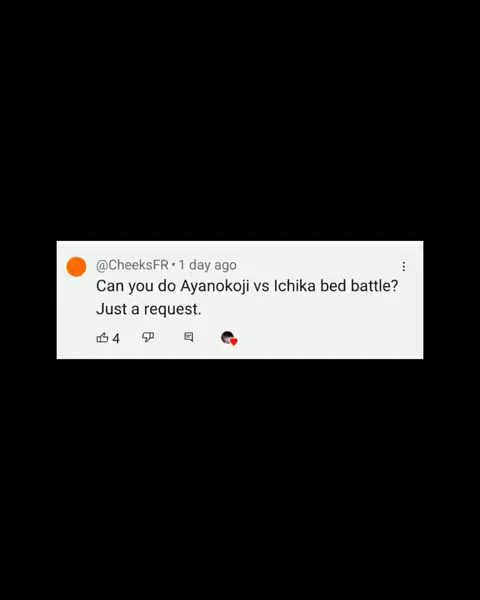 @CheeksFR • 1 day ago
Can you do Ayanokoji vs Ichika bed battle?
Just a request.
4